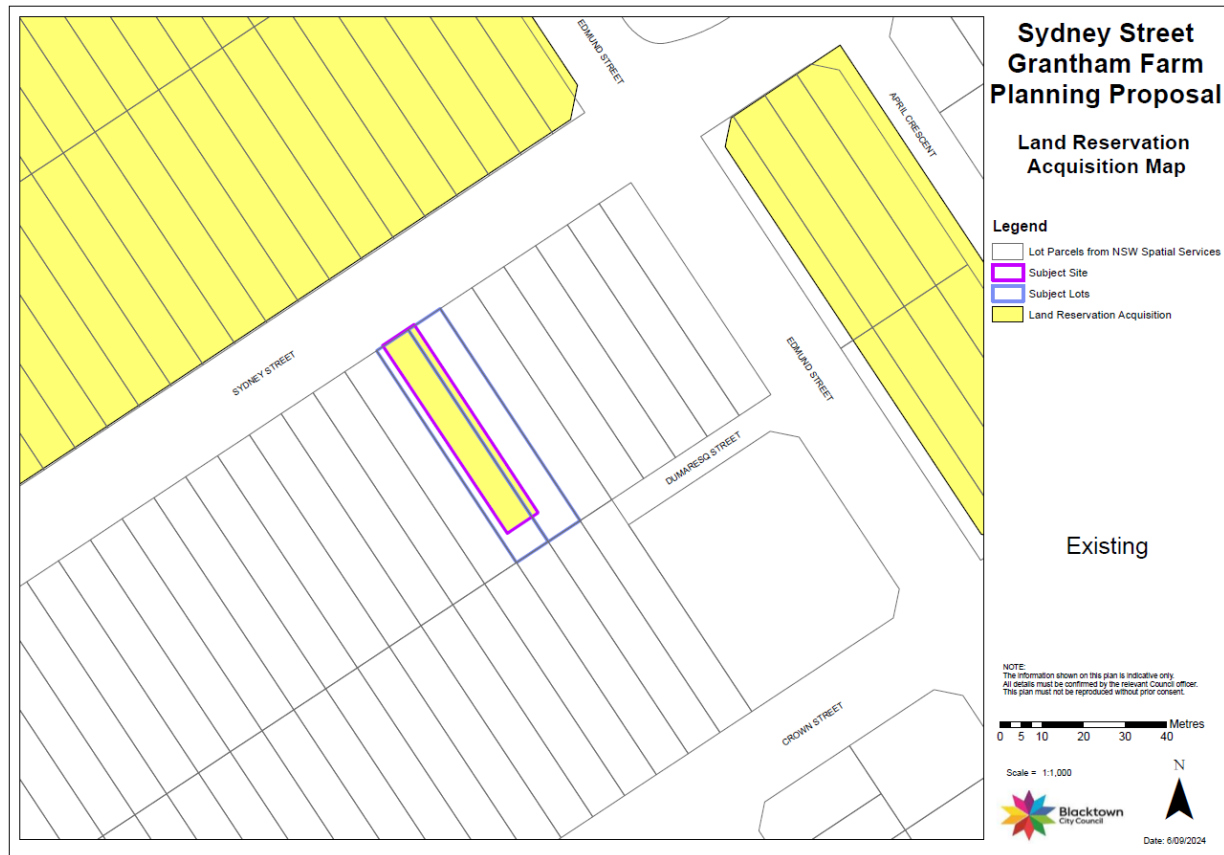 Sydney Street
Grantham Farm
Planning Proposal
Land Reservation
Acquisition Map
Legend
Lot Parcels from NSW Spatial Services
Subject Site
Subject Lots
Land Reservation Acquisition
EDMUND STREET
APRIL CRESCENT
SYDNEY STREET
EDMUND STREET
DUMARESQ STREET
CROWN STREET
Existing
NOTE:
The information shown on this plan is indicative only.
All details must be confirmed by the relevant Council officer.
This plan must not be reproduced without prior consent.
Metres
0 5 10 20 30 40
Scale = 1:1,000
N
Blacktown
City Council
Date: 6/09/2024